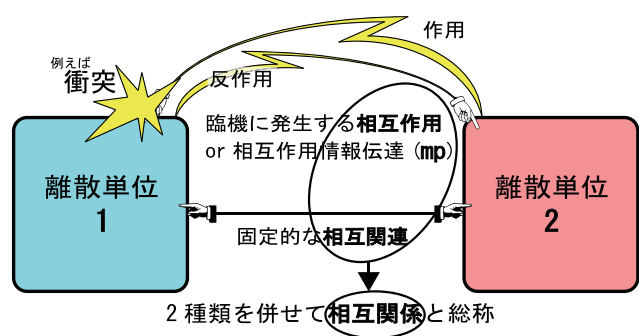 作用
例えば
衝突
反作用
臨機に発生する相互作用
or 相互作用情報伝達 (mp)
離散単位
1
離散単位
2
固定的な相互関連
2種類を併せて相互関係と総称